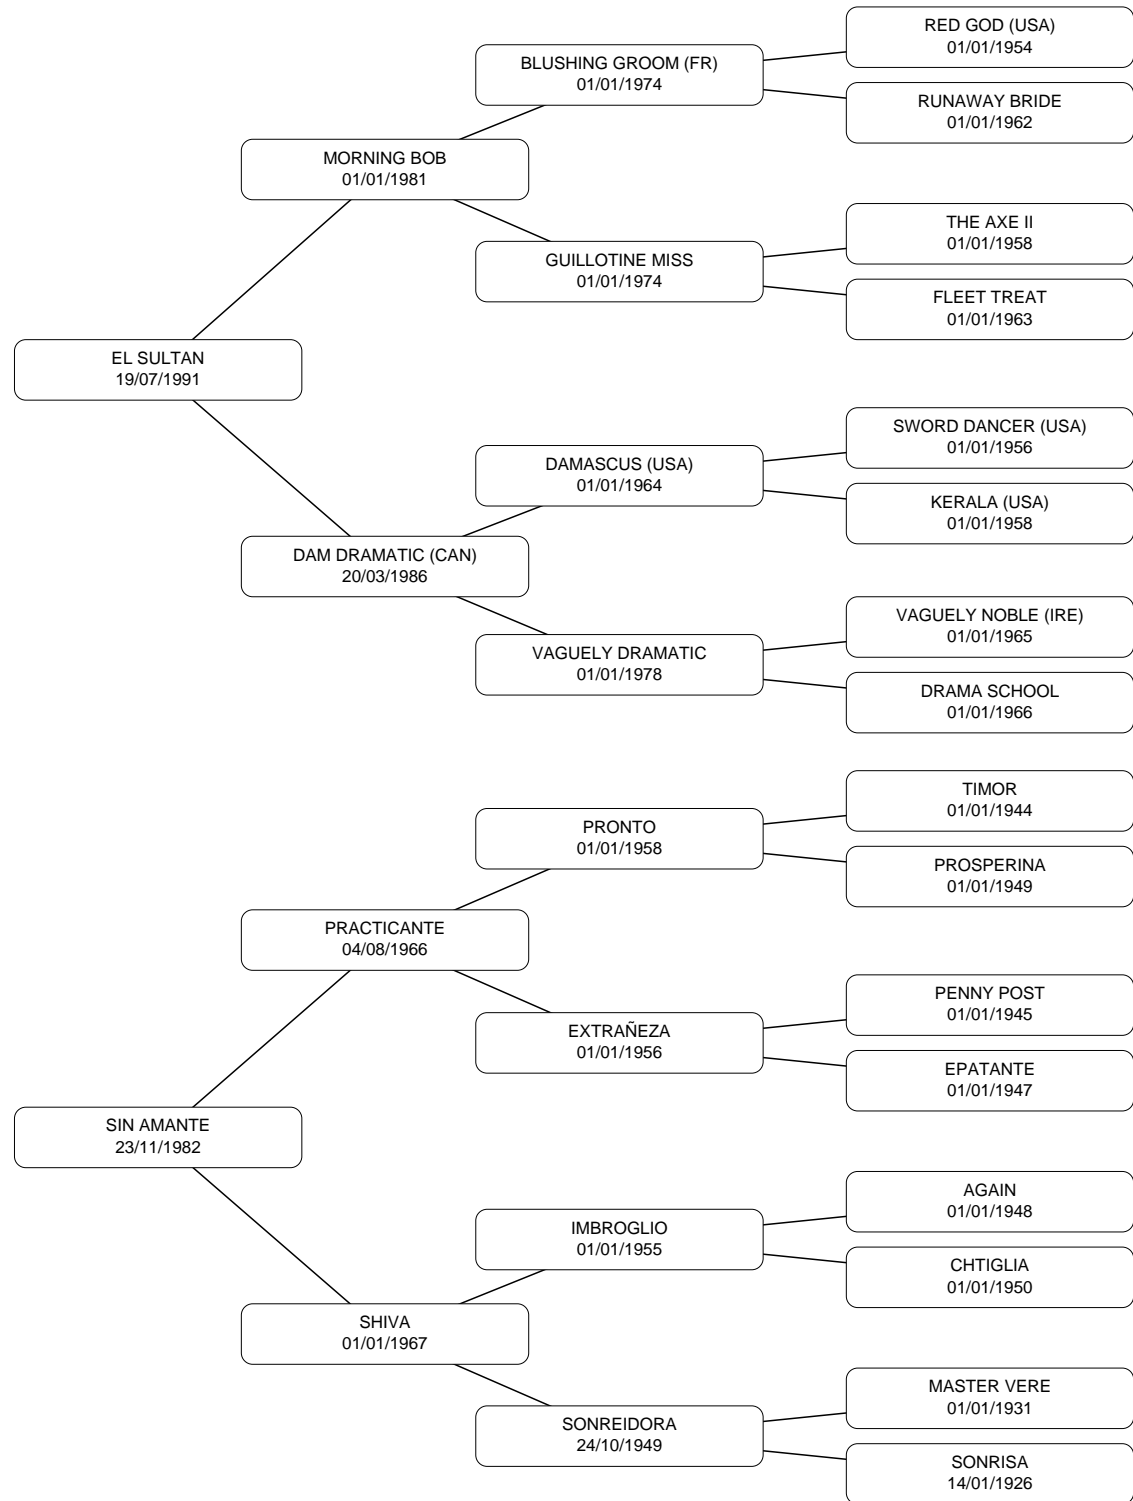 RED GOD (USA)
01/01/1954
BLUSHING GROOM (FR)
01/01/1974
RUNAWAY BRIDE
01/01/1962
MORNING BOB
01/01/1981
THE AXE II
01/01/1958
GUILLOTINE MISS
01/01/1974
FLEET TREAT
01/01/1963
EL SULTAN
19/07/1991
SWORD DANCER (USA)
01/01/1956
DAMASCUS (USA)
01/01/1964
KERALA (USA)
01/01/1958
DAM DRAMATIC (CAN)
20/03/1986
VAGUELY NOBLE (IRE)
01/01/1965
VAGUELY DRAMATIC
01/01/1978
DRAMA SCHOOL
01/01/1966
TIMOR
01/01/1944
PRONTO
01/01/1958
PROSPERINA
01/01/1949
PRACTICANTE
04/08/1966
PENNY POST
01/01/1945
EXTRAÑEZA
01/01/1956
EPATANTE
01/01/1947
SIN AMANTE
23/11/1982
AGAIN
01/01/1948
IMBROGLIO
01/01/1955
CHTIGLIA
01/01/1950
SHIVA
01/01/1967
MASTER VERE
01/01/1931
SONREIDORA
24/10/1949
SONRISA
14/01/1926